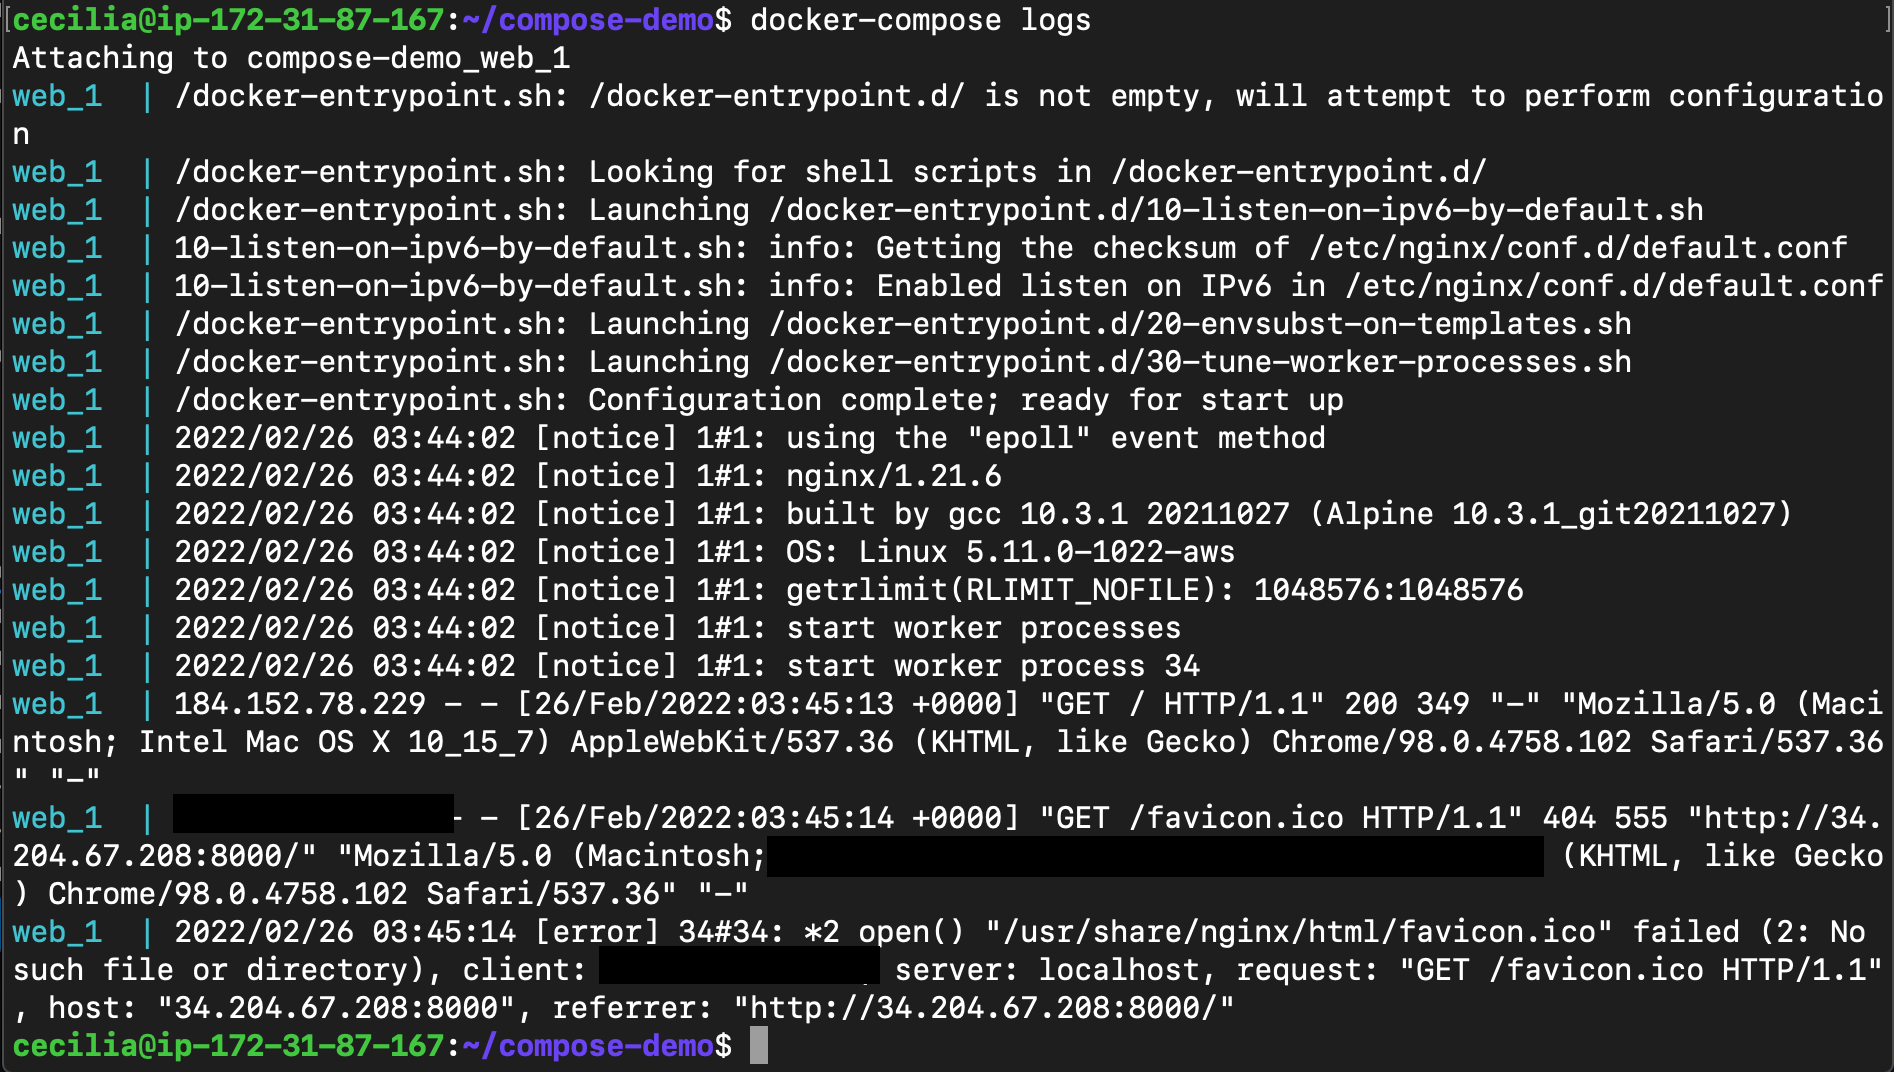 cecilia@ip-172-31-87-167:~/compose-demo$ docker-compose logs
Attaching to compose-demo_web_1
web_1  | /docker-entrypoint.sh: /docker-entrypoint.d/ is not empty, will attempt to perform configuratio
n
web_1  | /docker-entrypoint.sh: Looking for shell scripts in /docker-entrypoint.d/
web_1  | /docker-entrypoint.sh: Launching /docker-entrypoint.d/10-listen-on-ipv6-by-default.sh
web_1  | 10-listen-on-ipv6-by-default.sh: info: Getting the checksum of /etc/nginx/conf.d/default.conf
web_1  | 10-listen-on-ipv6-by-default.sh: info: Enabled listen on IPv6 in /etc/nginx/conf.d/default.conf
web_1  | /docker-entrypoint.sh: Launching /docker-entrypoint.d/20-envsubst-on-templates.sh
web_1  | /docker-entrypoint.sh: Launching /docker-entrypoint.d/30-tune-worker-processes.sh
web_1  | /docker-entrypoint.sh: Configuration complete; ready for start up
web_1  | 2022/02/26 03:44:02 [notice] 1#1: using the "epoll" event method
web_1  | 2022/02/26 03:44:02 [notice] 1#1: nginx/1.21.6
web_1  | 2022/02/26 03:44:02 [notice] 1#1: built by gcc 10.3.1 20211027 (Alpine 10.3.1_git20211027)
web_1  | 2022/02/26 03:44:02 [notice] 1#1: OS: Linux 5.11.0-1022-aws
web_1  | 2022/02/26 03:44:02 [notice] 1#1: getrlimit(RLIMIT_NOFILE): 1048576:1048576
web_1  | 2022/02/26 03:44:02 [notice] 1#1: start worker processes
web_1  | 2022/02/26 03:44:02 [notice] 1#1: start worker process 34
web_1  | 184.152.78.229 - - [26/Feb/2022:03:45:13 +0000] "GET / HTTP/1.1" 200 349 "-" "Mozilla/5.0 (Maci
ntosh; Intel Mac OS X 10_15_7) AppleWebKit/537.36 (KHTML, like Gecko) Chrome/98.0.4758.102 Safari/537.36
" "-"
web_1  | - - [26/Feb/2022:03:45:14 +0000] "GET /favicon.ico HTTP/1.1" 404 555 "http://34.
204.67.208:8000/" "Mozilla/5.0 (Macintosh; (KHTML, like Gecko
) Chrome/98.0.4758.102 Safari/537.36" "-"
web_1  | 2022/02/26 03:45:14 [error] 34#34: *2 open() "/usr/share/nginx/html/favicon.ico" failed (2: No
such file or directory), client: server: localhost, request: "GET /favicon.ico HTTP/1.1"
, host: "34.204.67.208:8000", referrer: "http://34.204.67.208:8000/"
cecilia@ip-172-31-87-167:~/compose-demo$